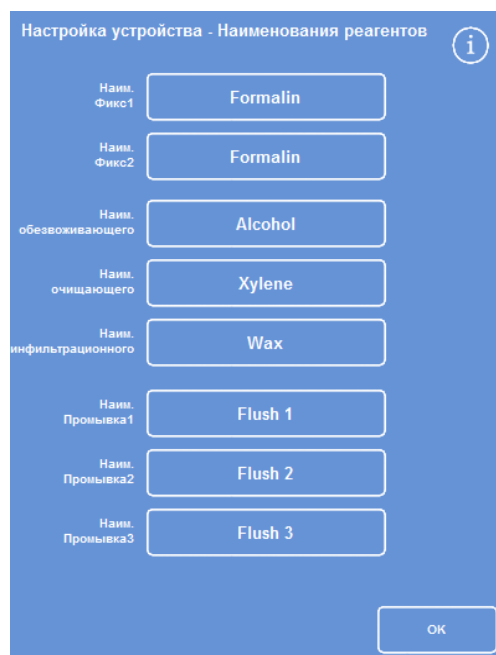 Настройка устройства - Наименования реагентов
i
Наим.
Фикс1
Formalin
Наим.
Фикс2
Formalin
Наим.
обезвоживающего
Alcohol
Наим.
очищающего
Xylene
Наим.
инфильтрационного
Wax
Наим.
Промывка1
Flush 1
Наим.
Промывка2
Flush 2
Наим.
Промывка3
Flush 3
ОК